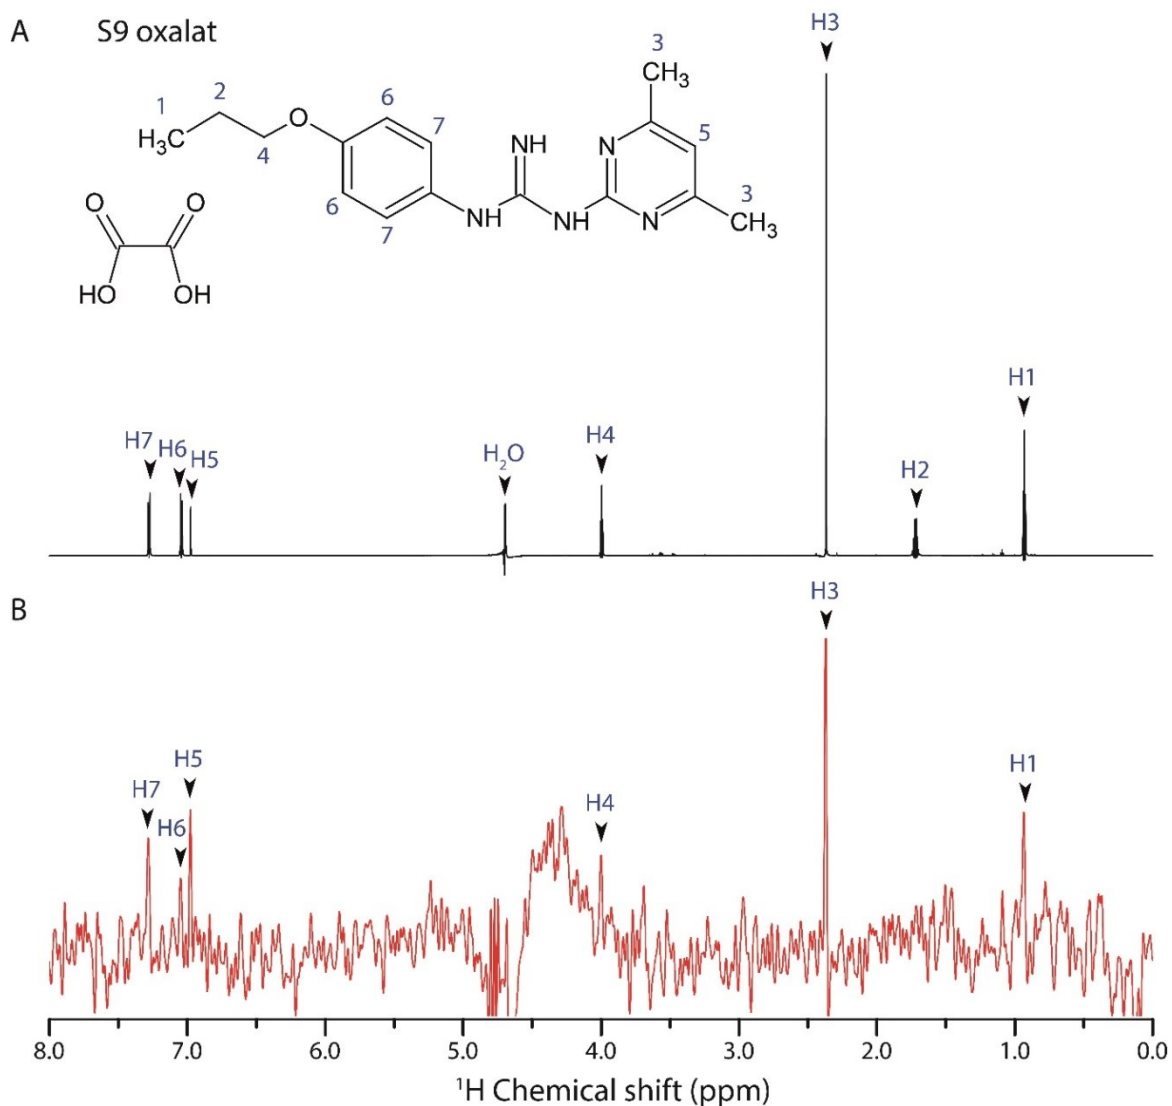 A
S9 oxalat
H3
3
CH₃
1
2
H₃C
O
4
6
7
NH
N
5
6
7
NH
NH
N
3
CH₃
O
O
HO
OH
H1
H7
H6
H5
H₂O
H4
H2
B
H3
H7
H6
H5
H4
H1
8.0 7.0 6.0 5.0 4.0 3.0 2.0 1.0 0.0
¹H Chemical shift (ppm)